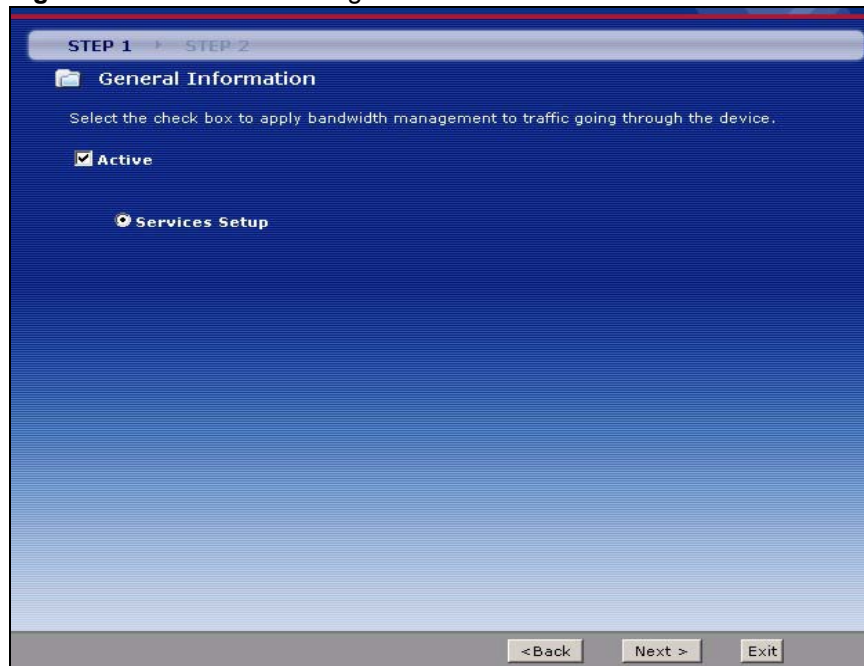 STEP 1 STEP 2
General Information
Select the check box to apply bandwidth management to traffic going through the device.
Active
Services Setup
<Back Next > Exit